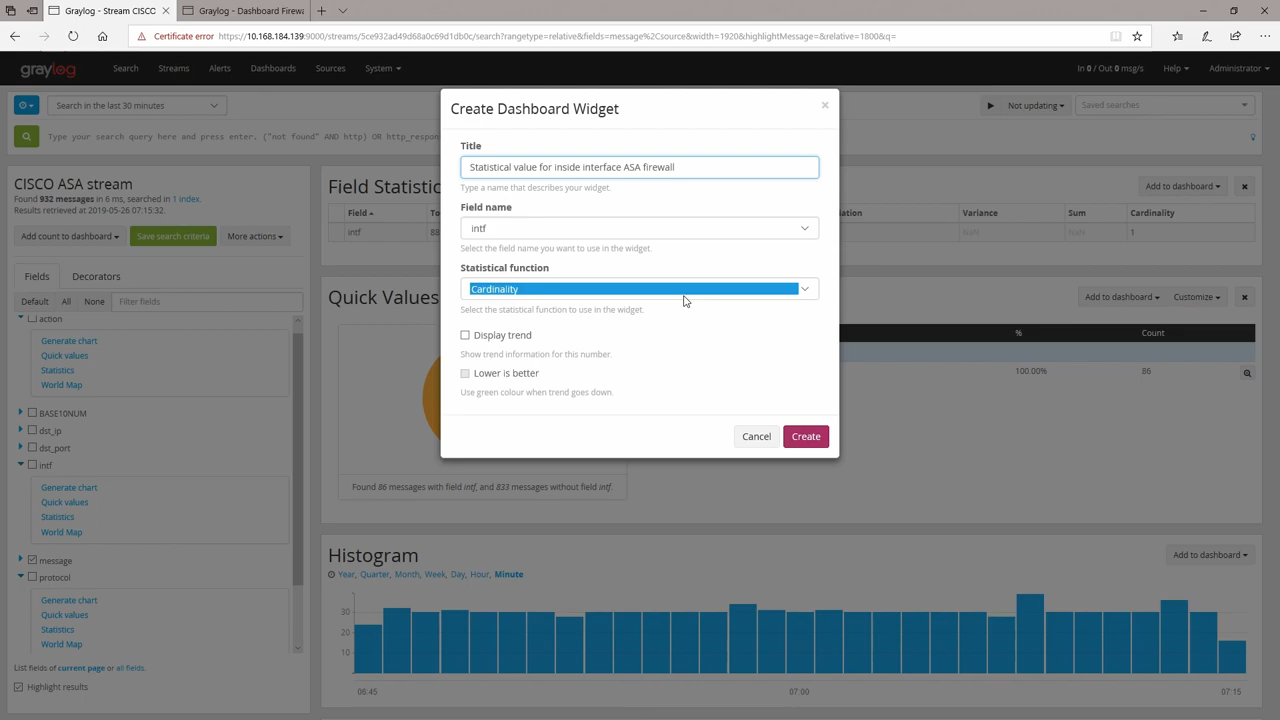 Graylog - Stream CISCO
Graylog - Dashboard Firewa
Certificate error https://10.168.184.139:9000/streams/5ce932ad49d68a0c69d1db0c/search?rangetype=relative&fields=message%2Csource&width=1920&highlightMessage=&relative=1800&q=
graylog Search Streams Alerts Dashboards Sources System In 0 / Out 0 msg/s Help Administrator
Search in the last 30 minutes Not updating Saved searches
Type your search query here and press enter. ("not found" AND http) OR http_respon
CISCO ASA stream
Found 932 messages in 6 ms, searched in 1 index.
Results retrieved at 2019-05-26 07:15:32.
Add count to dashboard Save search criteria More actions
Fields Decorators
Default All None Filter fields
action
Generate chart
Quick values
Statistics
World Map
BASE10NUM
dst_ip
dst_port
intf
Generate chart
Quick values
Statistics
World Map
message
protocol
Generate chart
Quick values
Statistics
World Map
List fields of current page or all fields.
Highlight results
Field Statis
Add to dashboard
Field Variance Sum Cardinality
intf NaN NaN 1
Quick Values
Add to dashboard Customize
% Count
100.00% 86
Found 86 messages with field intf, and 833 messages without field intf.
Histogram
Add to dashboard
Year, Quarter, Month, Week, Day, Hour, Minute
30
20
10
06:45 07:00 07:15
Create Dashboard Widget
×
Title
Statistical value for inside interface ASA firewall
Type a name that describes your widget.
Field name
intf
Select the field name you want to use in the widget.
Statistical function
Cardinality
Select the statistical function to use in the widget.
Display trend
Show trend information for this number.
Lower is better
Use green colour when trend goes down.
Cancel Create